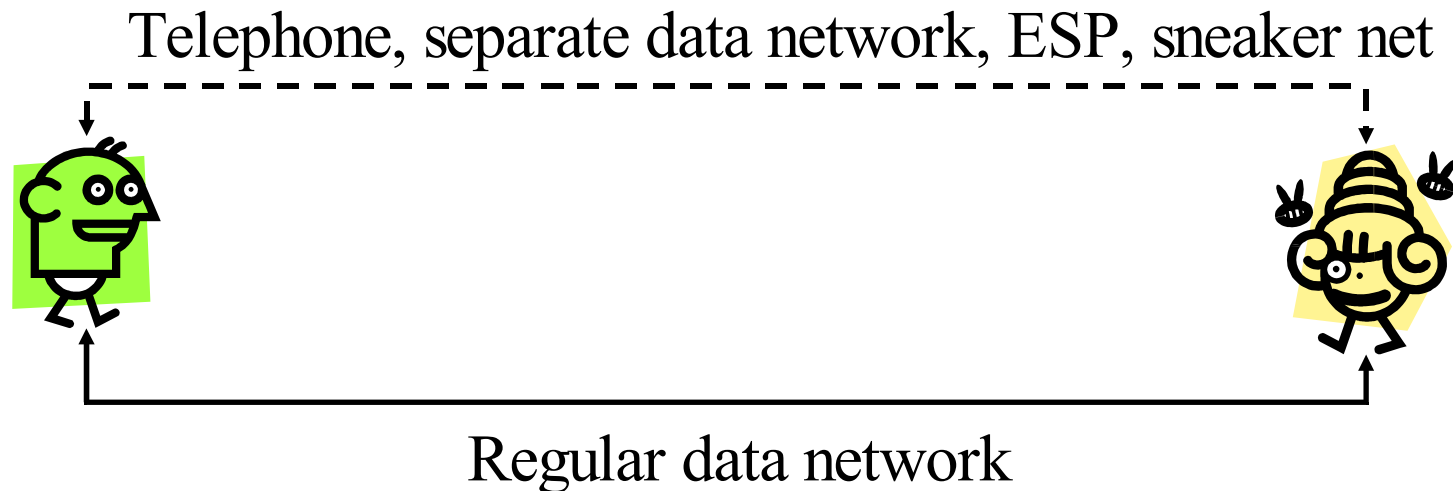 Telephone, separate data network, ESP, sneaker net
Regular data network